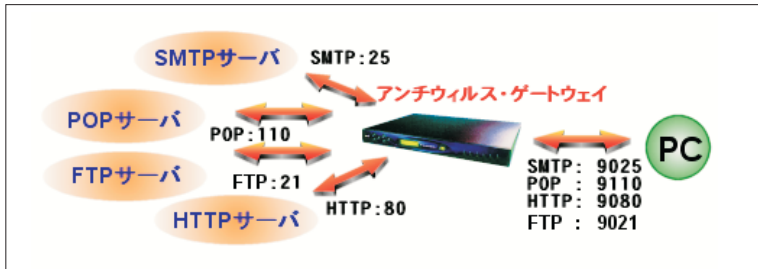 SMTPサーバ
SMTP:25
アンチウィルス・ゲートウェイ
POPサーバ
POP:110
FTPサーバ
FTP:21
HTTPサーバ
HTTP:80
PC
SMTP: 9025
POP : 9110
HTTP: 9080
FTP : 9021